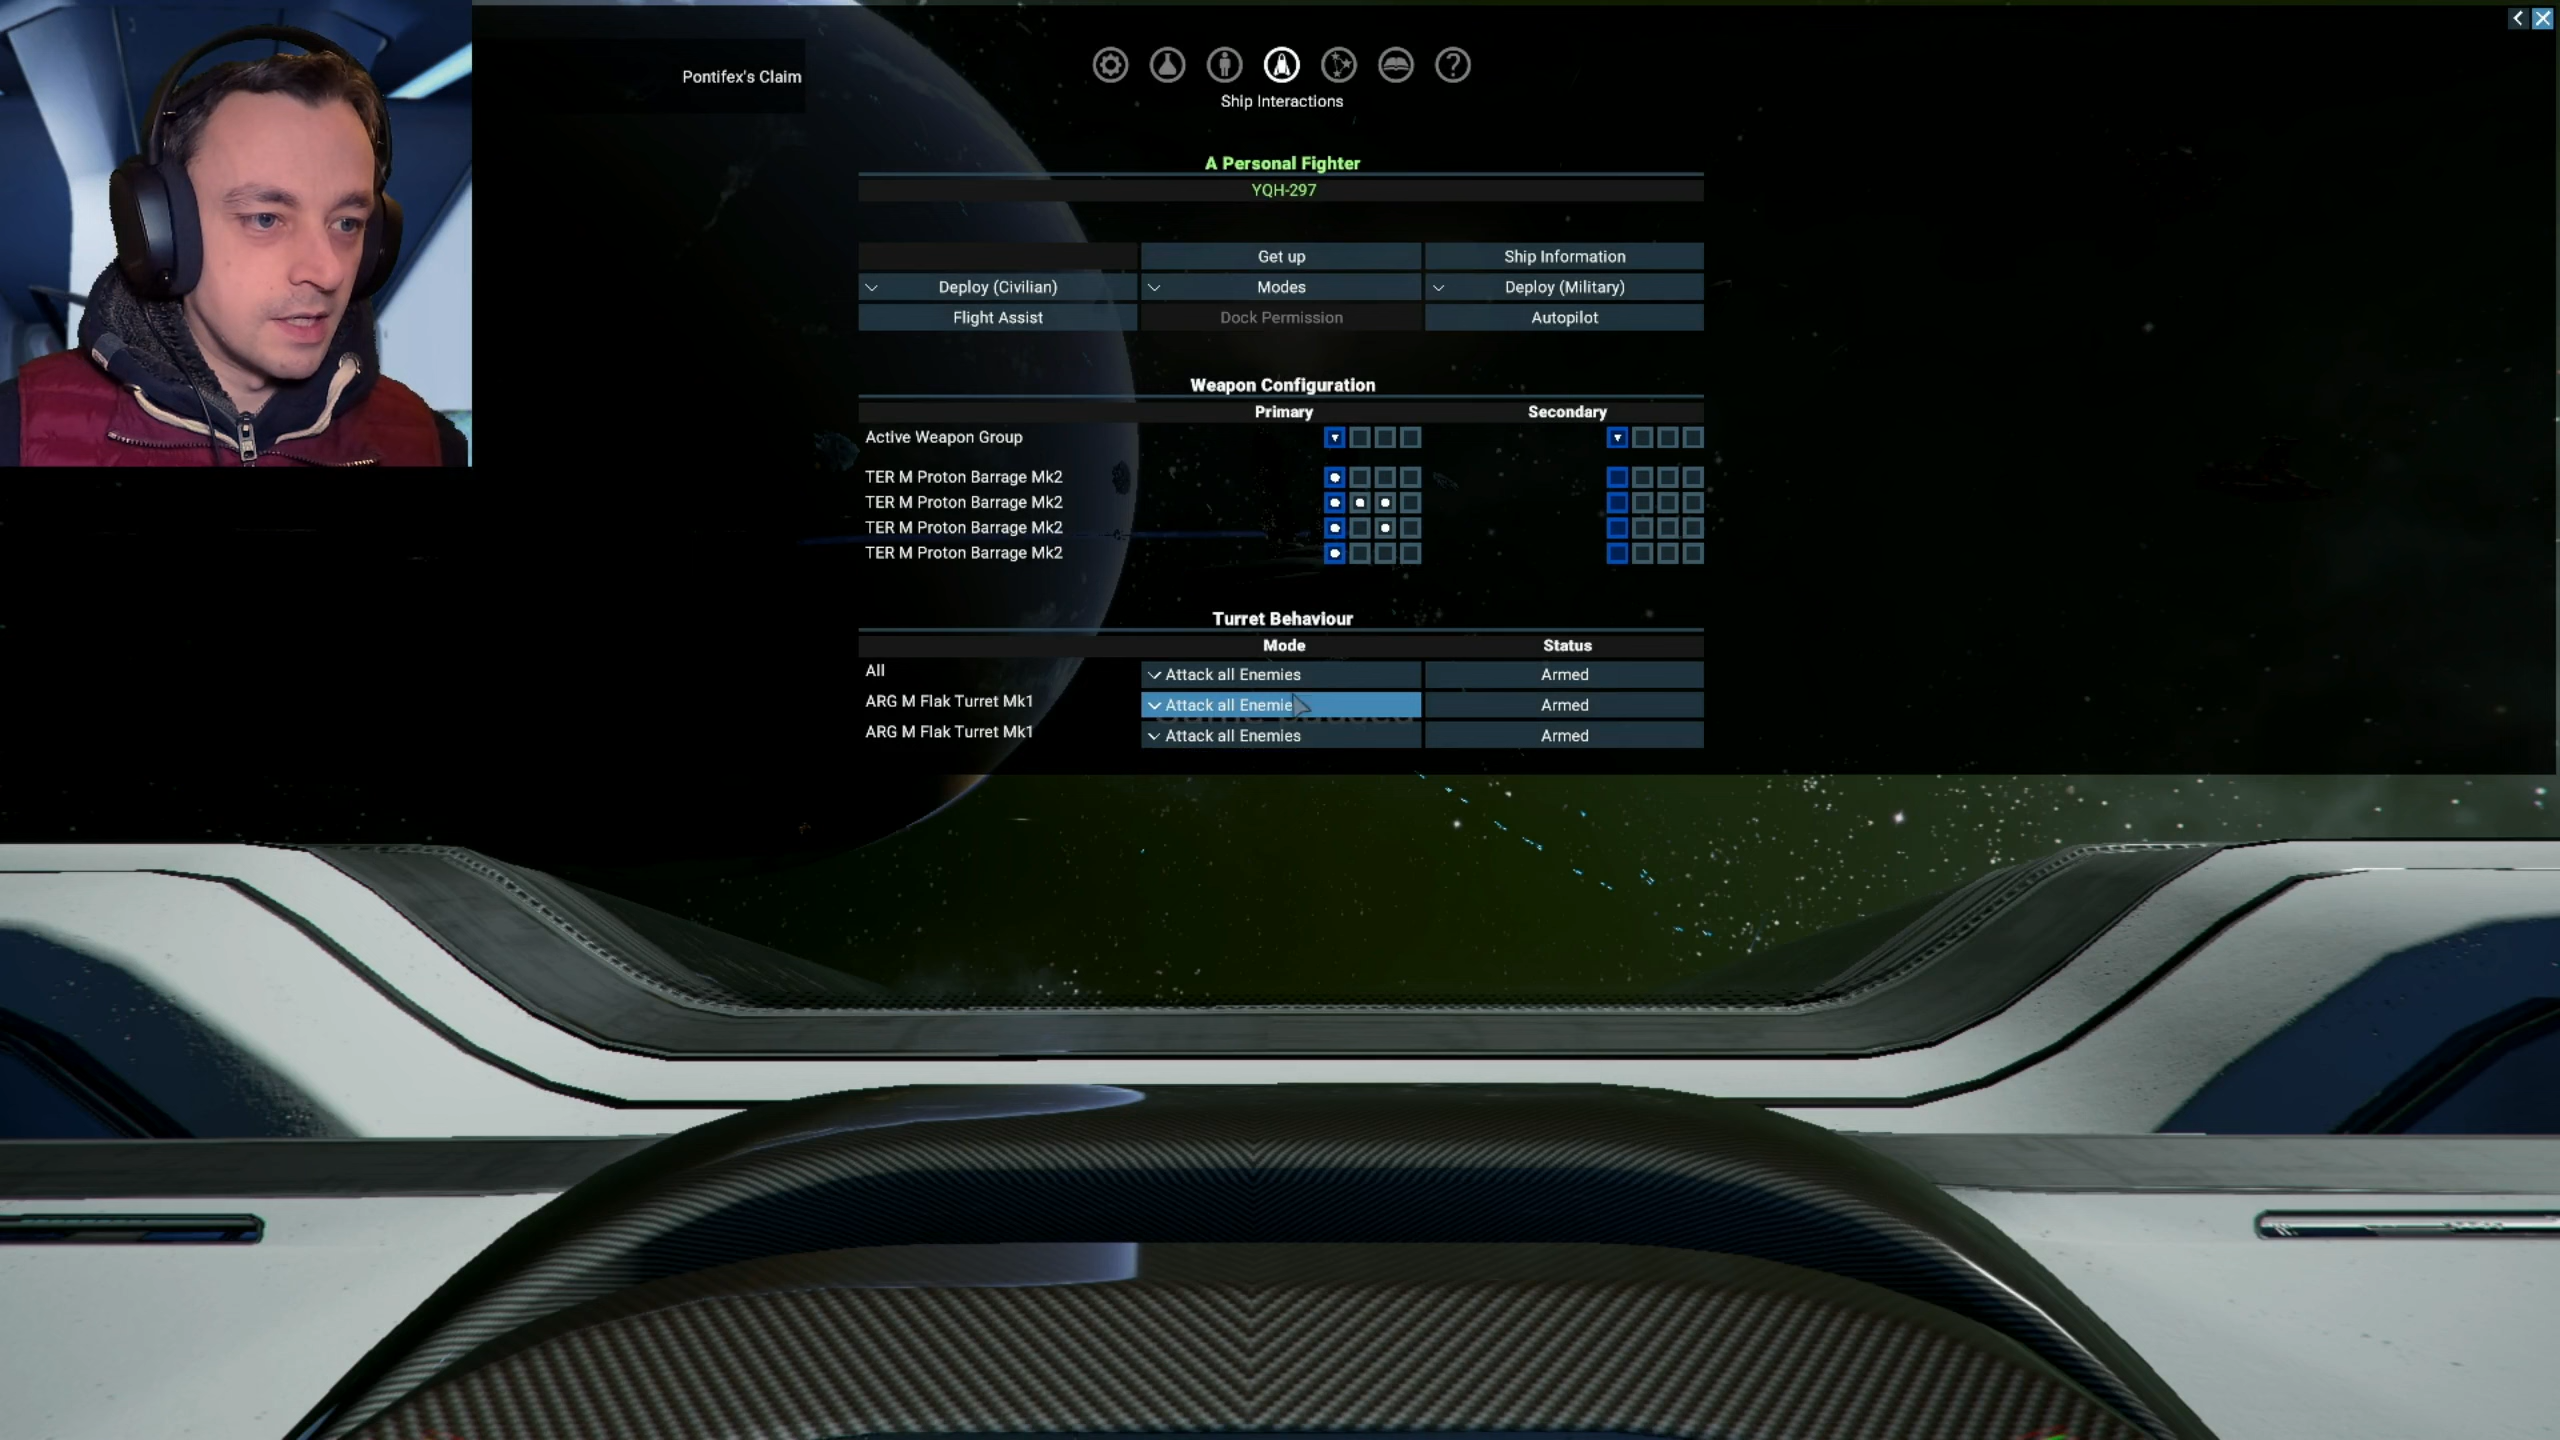 Pontifex's Claim
Ship Interactions
A Personal Fighter
YQH-297
Get up
Ship Information
Deploy (Civilian)
Modes
Deploy (Military)
Flight Assist
Dock Permission
Autopilot
Weapon Configuration
Primary
Secondary
Active Weapon Group
TER M Proton Barrage Mk2
TER M Proton Barrage Mk2
TER M Proton Barrage Mk2
TER M Proton Barrage Mk2
Turret Behaviour
Mode
Status
All
Attack all Enemies
Armed
ARG M Flak Turret Mk1
Attack all Enemie
Armed
ARG M Flak Turret Mk1
Attack all Enemies
Armed